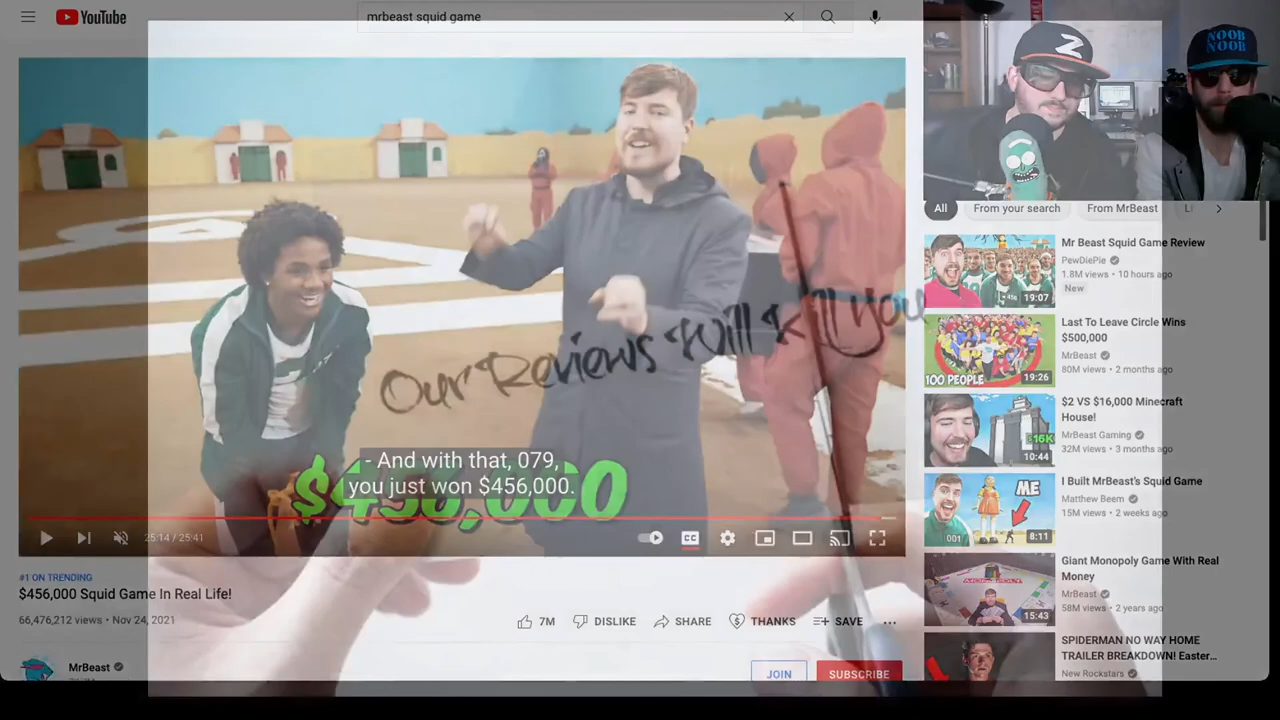 YouTube
mrbeast squid game
Z
NOOB
NOOB
- And with that, 079,
you just won $456,000.
$456,000
Our Reviews Will Kill you
25:14 / 25:41
CC
#1 ON TRENDING
$456,000 Squid Game In Real Life!
66,476,212 views • Nov 24, 2021
7M
DISLIKE
SHARE
THANKS
SAVE
MrBeast
JOIN
SUBSCRIBE
All
From your search
From MrBeast
Mr Beast Squid Game Review
PewDiePie
1.8M views • 10 hours ago
New
19:07
Last To Leave Circle Wins
$500,000
MrBeast
80M views • 2 months ago
100 PEOPLE
19:26
$2 VS $16,000 Minecraft
House!
MrBeast Gaming
32M views • 3 months ago
$16K
10:44
I Built MrBeast's Squid Game
Matthew Beem
15M views • 2 weeks ago
ME
001
8:11
Giant Monopoly Game With Real
Money
MrBeast
58M views • 2 years ago
15:43
SPIDERMAN NO WAY HOME
TRAILER BREAKDOWN! Easter...
New Rockstars